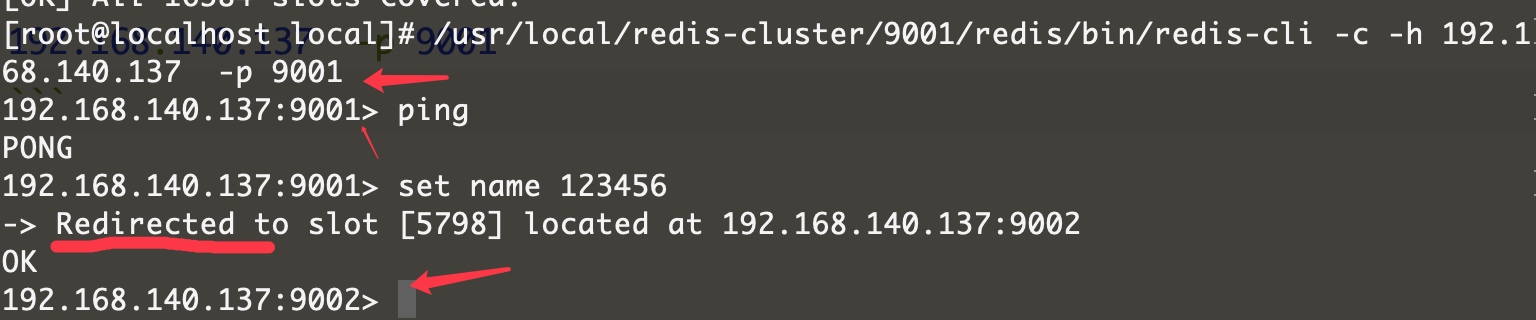 [OK] All 16384 slots covered.
[root@localhost local]# /usr/local/redis-cluster/9001/redis/bin/redis-cli -c -h 192.1
68.140.137  -p 9001
192.168.140.137:9001> ping
PONG
192.168.140.137:9001> set name 123456
-> Redirected to slot [5798] located at 192.168.140.137:9002
OK
192.168.140.137:9002>